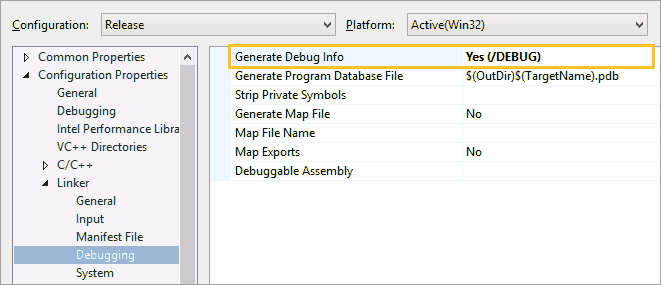 Configuration: Release Platform: Active(Win32)
Common Properties
Configuration Properties
General
Debugging
Intel Performance Libra
VC++ Directories
C/C++
Linker
General
Input
Manifest File
Debugging
System
Generate Debug Info Yes (/DEBUG)
Generate Program Database File $(OutDir)$(TargetName).pdb
Strip Private Symbols
Generate Map File No
Map File Name
Map Exports No
Debuggable Assembly